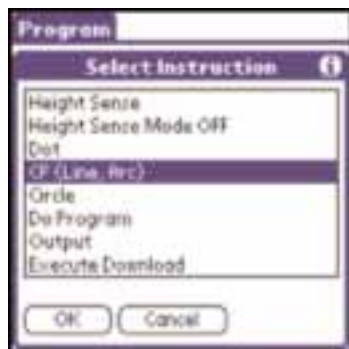 Program
Select Instruction i
Height Sense
Height Sense Mode OFF
Dot
CP (Line, Arc)
Circle
Do Program
Output
Execute Download
OK Cancel